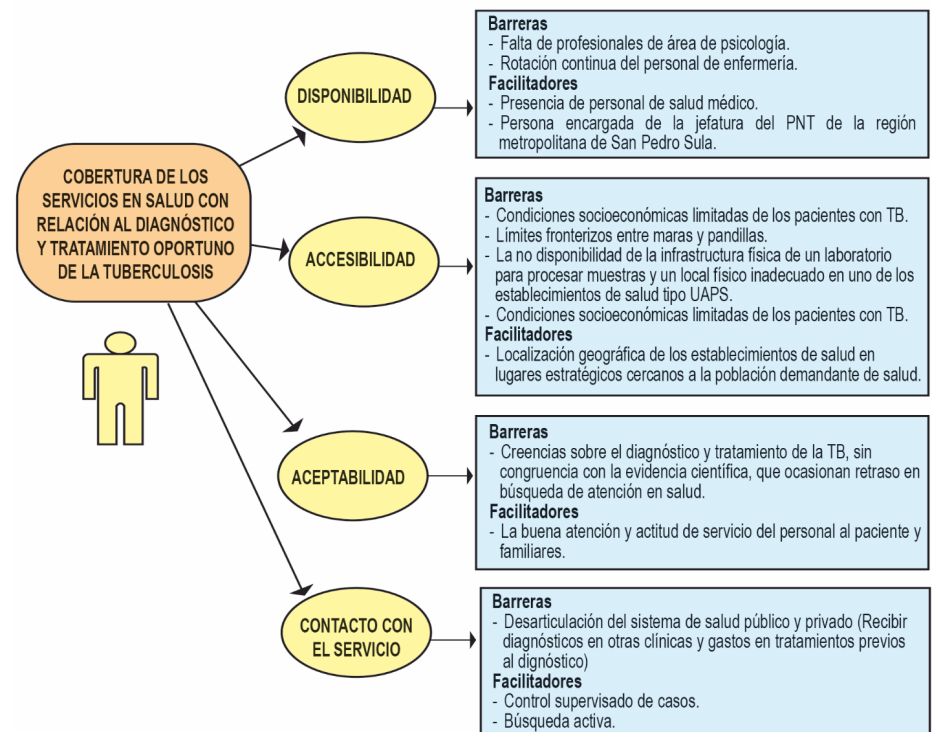 COBERTURA DE LOS
SERVICIOS EN SALUD CON
RELACIÓN AL DIAGNÓSTICO
Y TRATAMIENTO OPORTUNO
DE LA TUBERCULOSIS
DISPONIBILIDAD
Barreras
- Falta de profesionales de área de psicología.
- Rotación continua del personal de enfermería.
Facilitadores
- Presencia de personal de salud médico.
- Persona encargada de la jefatura del PNT de la región
metropolitana de San Pedro Sula.
ACCESIBILIDAD
Barreras
- Condiciones socioeconómicas limitadas de los pacientes con TB.
- Límites fronterizos entre maras y pandillas.
- La no disponibilidad de la infrastructura física de un laboratorio
para procesar muestras y un local físico inadecuado en uno de los
establecimientos de salud tipo UAPS.
- Condiciones socioeconómicas limitadas de los pacientes con TB.
Facilitadores
- Localización geográfica de los establecimientos de salud en
lugares estratégicos cercanos a la población demandante de salud.
ACEPTABILIDAD
Barreras
- Creencias sobre el diagnóstico y tratamiento de la TB, sin
congruencia con la evidencia científica, que ocasionan retraso en
búsqueda de atención en salud.
Facilitadores
- La buena atención y actitud de servicio del personal al paciente y
familiares.
CONTACTO CON
EL SERVICIO
Barreras
- Desarticulación del sistema de salud público y privado (Recibir
diagnósticos en otras clínicas y gastos en tratamientos previos
al dignóstico)
Facilitadores
- Control supervisado de casos.
- Búsqueda activa.